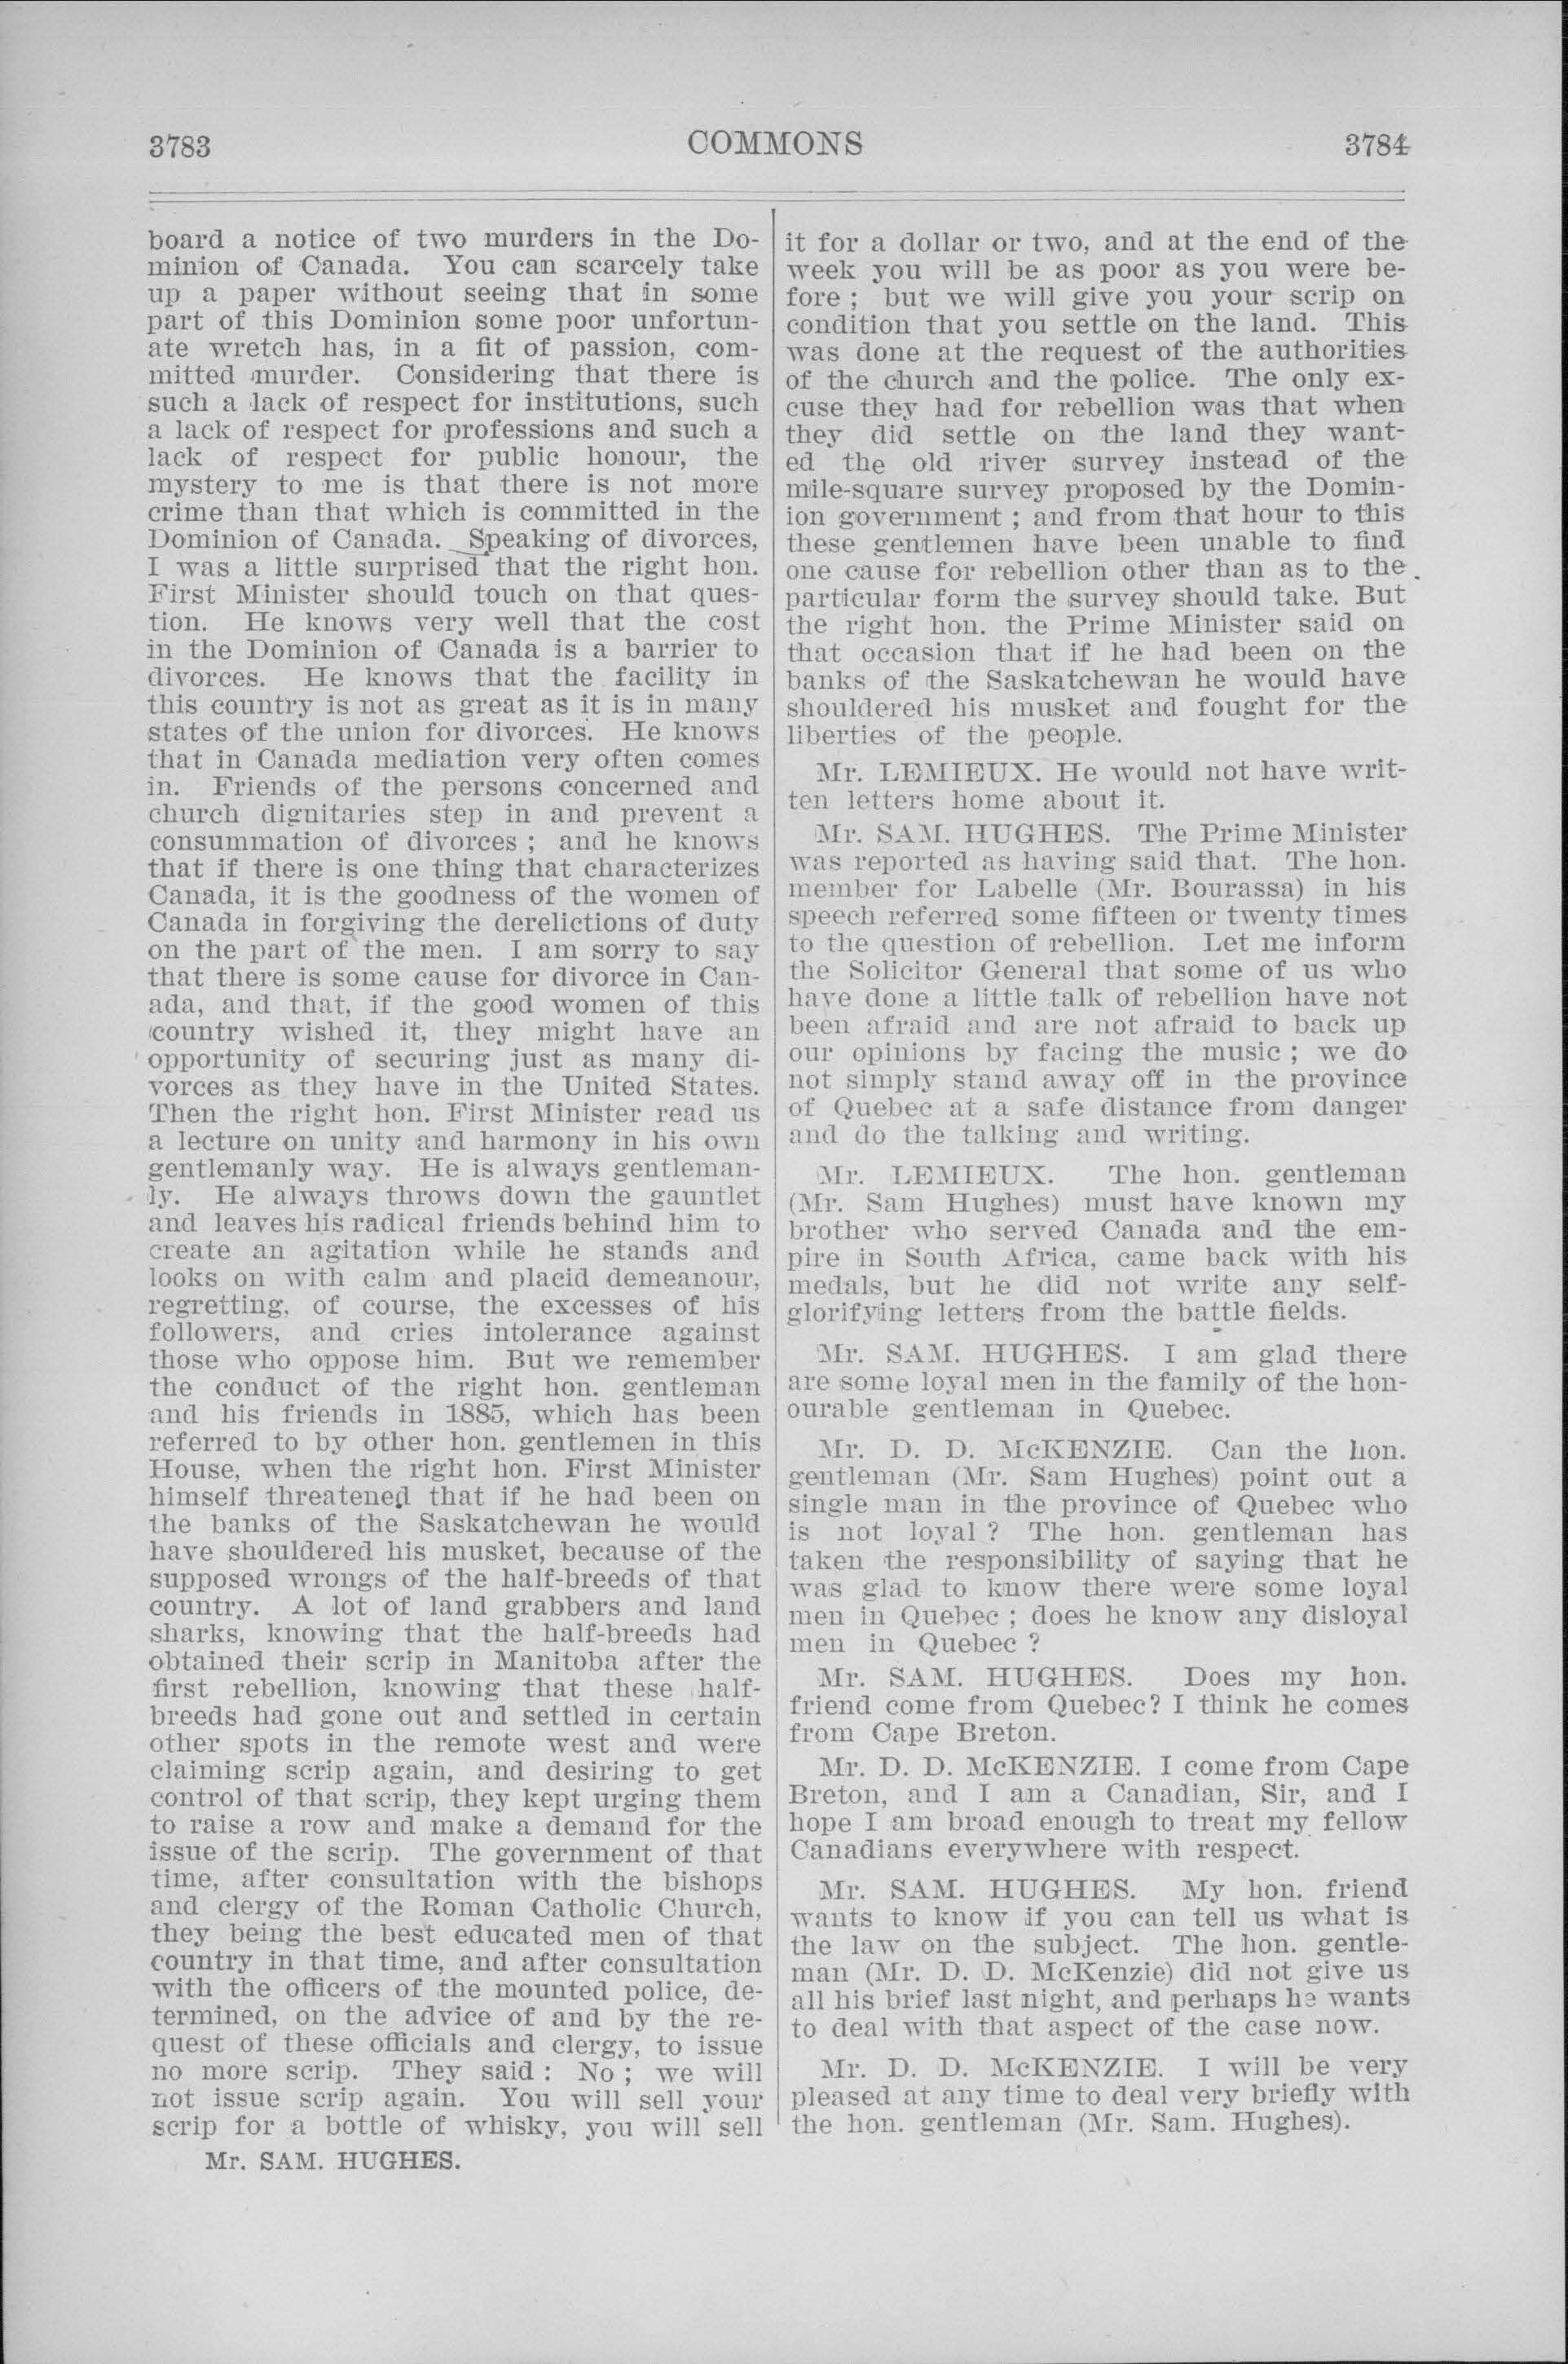 3783
COMMONS
3784
board a notice of two murders in the Do-
minion of Canada. You can scarcely take
up a paper without seeing that in some
part of this Dominion some poor unfortun-
ate wretch has, in a fit of passion, com-
mitted murder. Considering that there is
such a lack of respect for institutions, such
a lack of respect for professions and such a
lack of respect for public honour, the
mystery to me is that there is not more
crime than that which is committed in the
Dominion of Canada. Speaking of divorces,
I was a little surprised that the right hon.
First Minister should touch on that ques-
tion. He knows very well that the cost
in the Dominion of Canada is a barrier to
divorces. He knows that the facility in
this country is not as great as it is in many
states of the union for divorces. He knows
that in Canada mediation very often comes
in. Friends of the persons concerned and
church dignitaries step in and prevent a
consummation of divorces ; and he knows
that if there is one thing that characterizes
Canada, it is the goodness of the women of
Canada in forgiving the derelictions of duty
on the part of the men. I am sorry to say
that there is some cause for divorce in Can-
ada, and that, if the good women of this
country wished it, they might have an
opportunity of securing just as many di-
vorces as they have in the United States.
Then the right hon. First Minister read us
a lecture on unity and harmony in his own
gentlemanly way. He is always gentleman-
ly. He always throws down the gauntlet
and leaves his radical friends behind him to
create an agitation while he stands and
looks on with calm and placid demeanour,
regretting, of course, the excesses of his
followers, and cries intolerance against
those who oppose him. But we remember
the conduct of the right hon. gentleman
and his friends in 1885, which has been
referred to by other hon. gentlemen in this
House, when the right hon. First Minister
himself threatened that if he had been on
the banks of the Saskatchewan he would
have shouldered his musket, because of the
supposed wrongs of the half-breeds of that
country. A lot of land grabbers and land
sharks, knowing that the half-breeds had
obtained their scrip in Manitoba after the
first rebellion, knowing that these half-
breeds had gone out and settled in certain
other spots in the remote west and were
claiming scrip again, and desiring to get
control of that scrip, they kept urging them
to raise a row and make a demand for the
issue of the scrip. The government of that
time, after consultation with the bishops
and clergy of the Roman Catholic Church,
they being the best educated men of that
country in that time, and after consultation
with the officers of the mounted police, de-
termined, on the advice of and by the re-
quest of these officials and clergy, to issue
no more scrip. They said : No ; we will
not issue scrip again. You will sell your
scrip for a bottle of whisky, you will sell
Mr. SAM. HUGHES.
it for a dollar or two, and at the end of the
week you will be as poor as you were be-
fore ; but we will give you your scrip on
condition that you settle on the land. This
was done at the request of the authorities
of the church and the police. The only ex-
cuse they had for rebellion was that when
they did settle on the land they want-
ed the old river survey instead of the
mile-square survey proposed by the Domin-
ion government ; and from that hour to this
these gentlemen have been unable to find
one cause for rebellion other than as to the
particular form the survey should take. But
the right hon. the Prime Minister said on
that occasion that if he had been on the
banks of the Saskatchewan he would have
shouldered his musket and fought for the
liberties of the people.
Mr. LEMIEUX. He would not have writ-
ten letters home about it.
Mr. SAM. HUGHES. The Prime Minister
was reported as having said that. The hon.
member for Labelle (Mr. Bourassa) in his
speech referred some fifteen or twenty times
to the question of rebellion. Let me inform
the Solicitor General that some of us who
have done a little talk of rebellion have not
been afraid and are not afraid to back up
our opinions by facing the music ; we do
not simply stand away off in the province
of Quebec at a safe distance from danger
and do the talking and writing.
Mr. LEMIEUX. The hon. gentleman
(Mr. Sam Hughes) must have known my
brother who served Canada and the em-
pire in South Africa, came back with his
medals, but he did not write any self-
glorifying letters from the battle fields.
Mr. SAM. HUGHES. I am glad there
are some loyal men in the family of the hon-
ourable gentleman in Quebec.
Mr. D. D. McKENZIE. Can the hon.
gentleman (Mr. Sam Hughes) point out a
single man in the province of Quebec who
is not loyal ? The hon. gentleman has
taken the responsibility of saying that he
was glad to know there were some loyal
men in Quebec ; does he know any disloyal
men in Quebec ?
Mr. SAM. HUGHES. Does my hon.
friend come from Quebec? I think he comes
from Cape Breton.
Mr. D. D. McKENZIE. I come from Cape
Breton, and I am a Canadian, Sir, and I
hope I am broad enough to treat my fellow
Canadians everywhere with respect.
Mr. SAM. HUGHES. My hon. friend
wants to know if you can tell us what is
the law on the subject. The hon. gentle-
man (Mr. D. D. McKenzie) did not give us
all his brief last night, and perhaps he wants
to deal with that aspect of the case now.
Mr. D. D. McKENZIE. I will be very
pleased at any time to deal very briefly with
the hon. gentleman (Mr. Sam. Hughes).